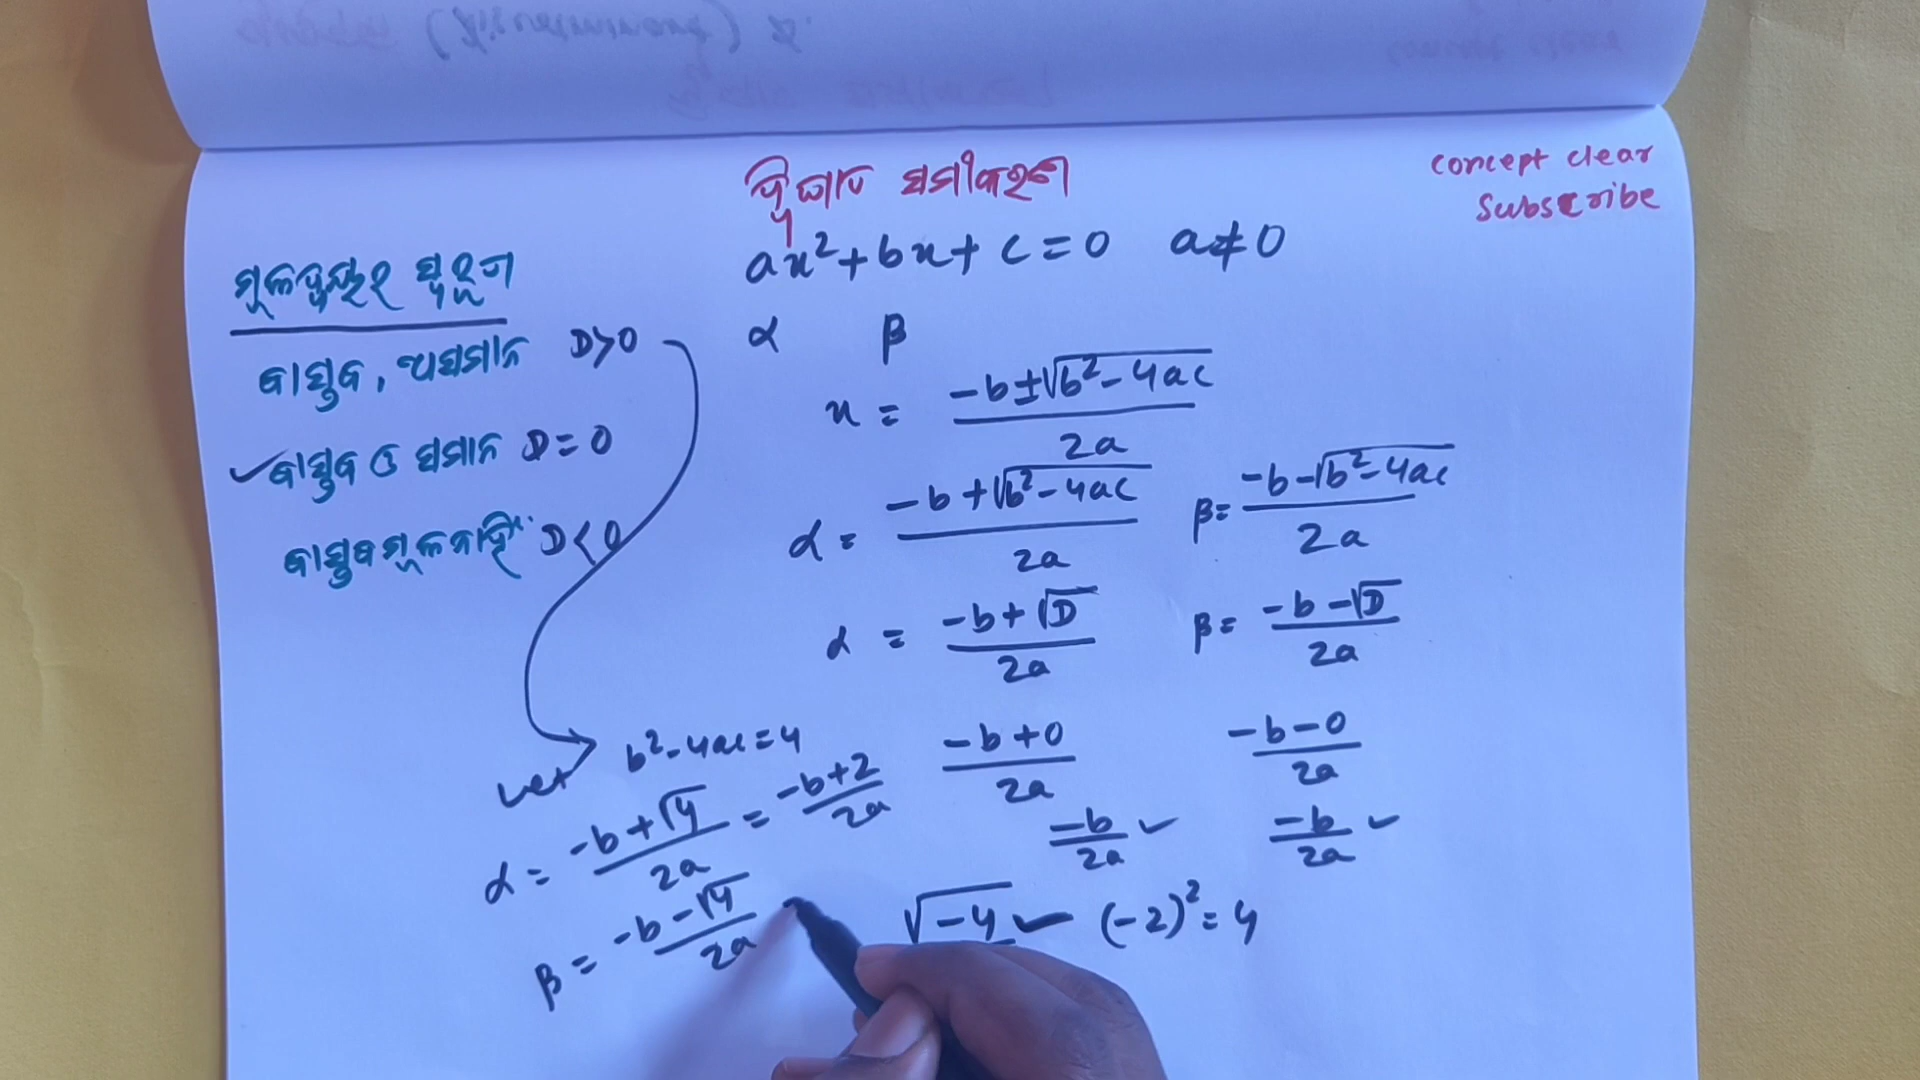 ଦ୍ୱିଘାତ ସମୀକରଣ
concept clear
Subscribe
ax²+bx+c=0 a≠0
ମୂଳଦ୍ୱୟର ସ୍ୱରୂପ
ବାସ୍ତବ, ଅସମାନ D>0
✓ବାସ୍ତବ ଓ ସମାନ D=0
ବାସ୍ତବ ମୂଳ ନାହିଁ D<0
α β
x = (-b±√(b²-4ac))/2a
α = (-b+√(b²-4ac))/2a β= (-b-√(b²-4ac))/2a
α = (-b+√D)/2a β= (-b-√D)/2a
Let b²-4ac=4
(-b+0)/2a (-b-0)/2a
α = (-b+√4)/2a = (-b+2)/2a
-b/2a ✓ -b/2a ✓
β = (-b-√4)/2a
√-4 ✓ (-2)²=4